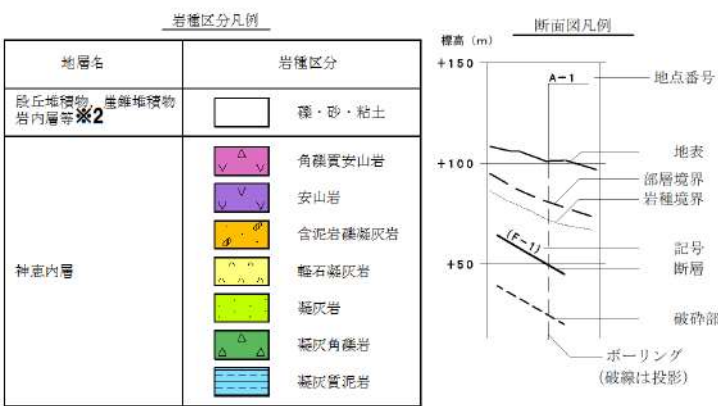 岩種区分凡例
地層名
岩種区分
段丘堆積物，崖錐堆積物
岩内層等※2
礫・砂・粘土
神恵内層
角礫質安山岩
安山岩
含泥岩礫凝灰岩
軽石凝灰岩
凝灰岩
凝灰角礫岩
凝灰質泥岩
断面図凡例
標高（m）
+150
A-1
地点番号
+100
地表
部層境界
岩種境界
(F-1)
記号
+50
断層
破砕部
ボーリング
(破線は投影)